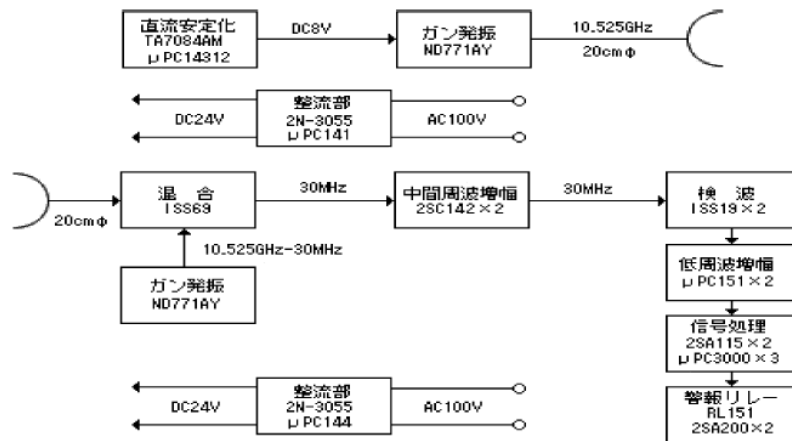 直流安定化
TA7084AM
μPC14312
DC8V
ガン発振
ND771AY
10.525GHz
20cmφ
整流部
2N-3055
μPC141
DC24V
AC100V
20cmφ
混 合
ISS69
30MHz
中間周波増幅
2SC142×2
30MHz
検 波
ISS19×2
10.525GHz-30MHz
ガン発振
ND771AY
低周波増幅
μPC151×2
信号処理
2SA115×2
μPC3000×3
整流部
2N-3055
μPC144
DC24V
AC100V
警報リレー
RL151
2SA200×2